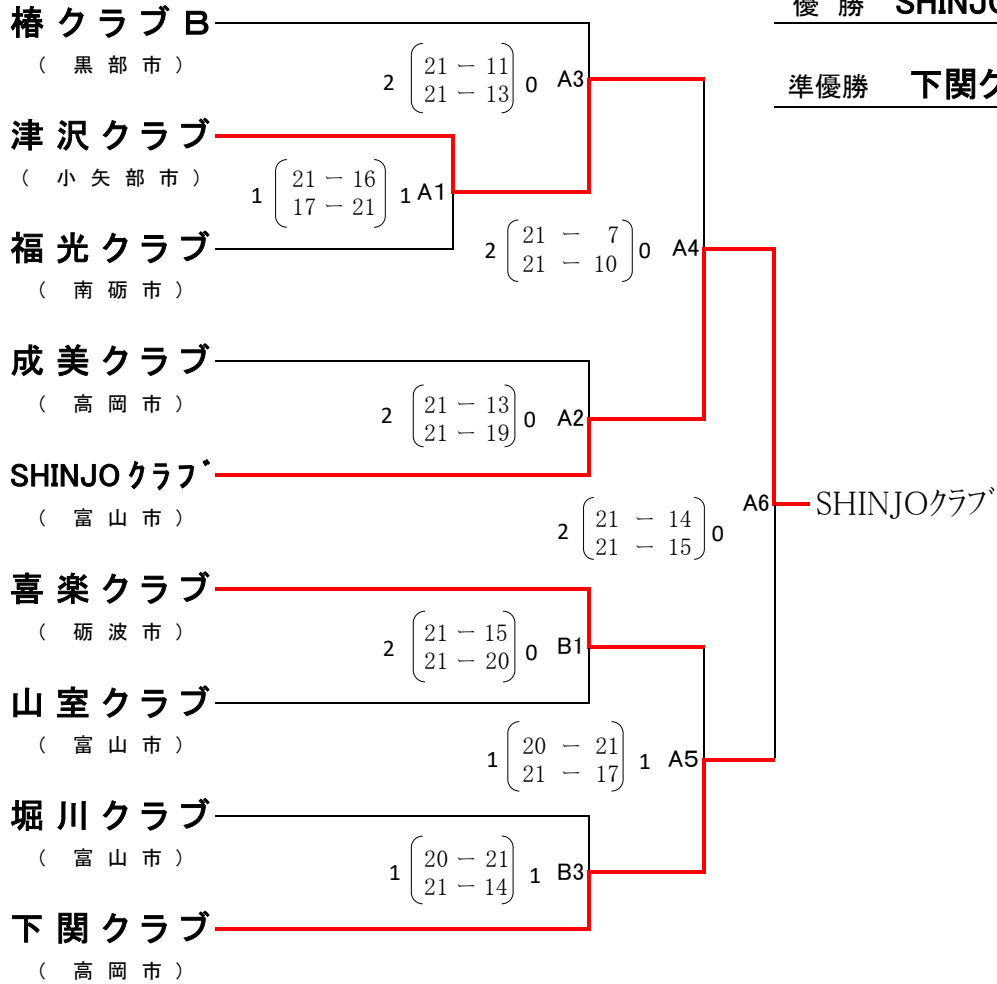 椿クラブB
優勝 SHINJO
(黒部市)
2 21 － 11 0 A3
21 － 13
準優勝 下関ク
津沢クラブ
(小矢部市)
1 21 － 16 1 A1
17 － 21
福光クラブ
2 21 － 7 0 A4
21 － 10
(南砺市)
成美クラブ
(高岡市)
2 21 － 13 0 A2
21 － 19
SHINJOクラブ
(富山市)
A6 SHINJOクラブ
2 21 － 14 0
21 － 15
喜楽クラブ
(砺波市)
2 21 － 15 0 B1
21 － 20
山室クラブ
(富山市)
1 20 － 21 1 A5
21 － 17
堀川クラブ
(富山市)
1 20 － 21 1 B3
21 － 14
下関クラブ
(高岡市)